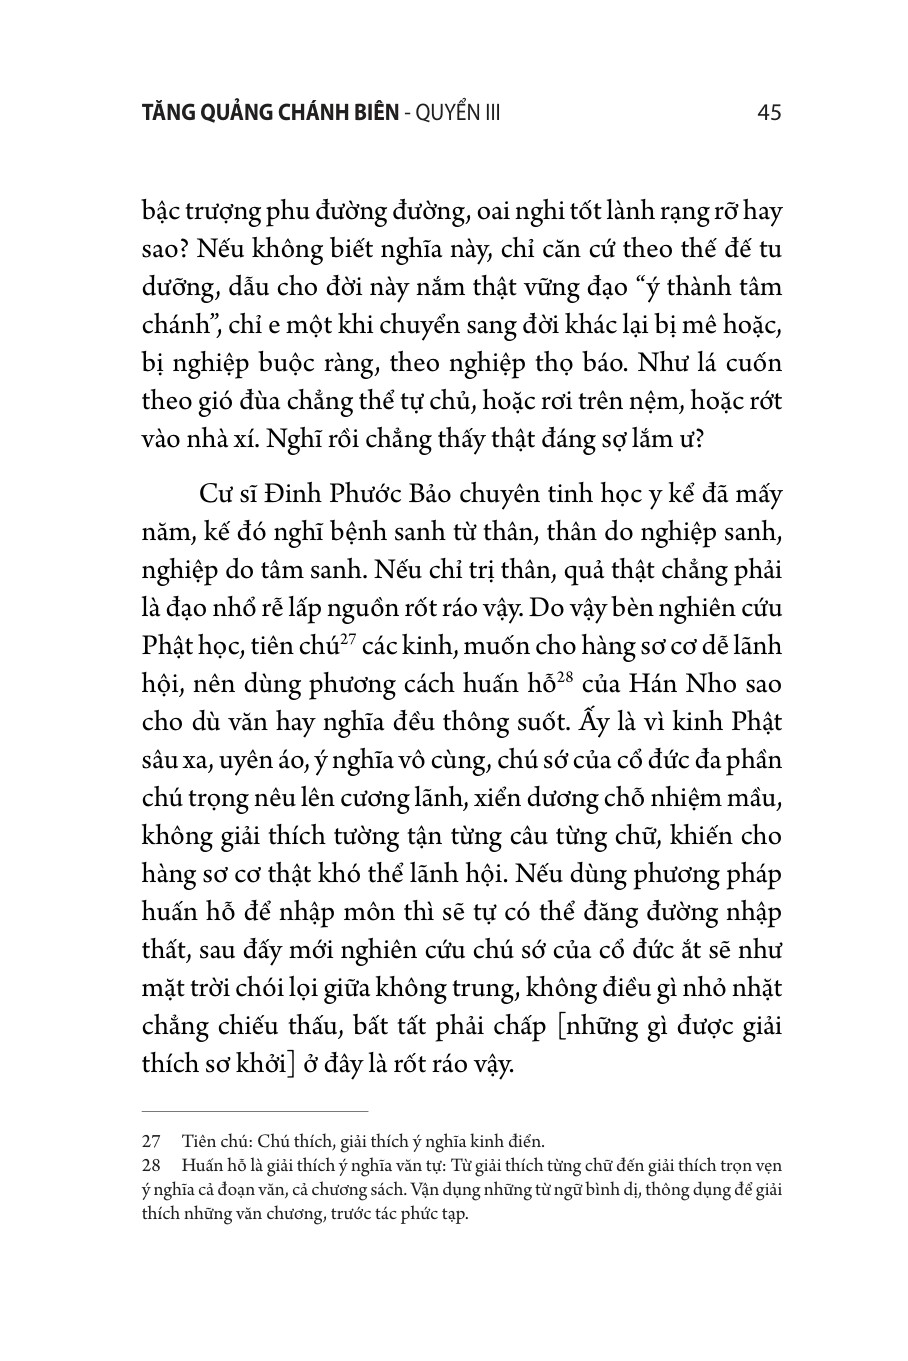 TĂNG QUẢNG CHÁNH BIÊN - QUYỂN III 45
bậc trượng phu đường đường, oai nghi tốt lành rạng rỡ hay
sao? Nếu không biết nghĩa này, chỉ căn cứ theo thế đế tu
dưỡng, dẫu cho đời này nắm thật vững đạo “ý thành tâm
chánh”, chỉ e một khi chuyển sang đời khác lại bị mê hoặc,
bị nghiệp buộc ràng, theo nghiệp thọ báo. Như lá cuốn
theo gió đùa chẳng thể tự chủ, hoặc rơi trên nệm, hoặc rớt
vào nhà xí. Nghĩ rồi chẳng thấy thật đáng sợ lắm ư?
Cư sĩ Đinh Phước Bảo chuyên tinh học y kể đã mấy
năm, kế đó nghĩ bệnh sanh từ thân, thân do nghiệp sanh,
nghiệp do tâm sanh. Nếu chỉ trị thân, quả thật chẳng phải
là đạo nhổ rễ lấp nguồn rốt ráo vậy. Do vậy bèn nghiên cứu
Phật học, tiên chú27 các kinh, muốn cho hàng sơ cơ dễ lãnh
hội, nên dùng phương cách huấn hỗ28 của Hán Nho sao
cho dù văn hay nghĩa đều thông suốt. Ấy là vì kinh Phật
sâu xa, uyên áo, ý nghĩa vô cùng, chú sớ của cổ đức đa phần
chú trọng nêu lên cương lãnh, xiển dương chỗ nhiệm mầu,
không giải thích tường tận từng câu từng chữ, khiến cho
hàng sơ cơ thật khó thể lãnh hội. Nếu dùng phương pháp
huấn hỗ để nhập môn thì sẽ tự có thể đăng đường nhập
thất, sau đấy mới nghiên cứu chú sớ của cổ đức ắt sẽ như
mặt trời chói lọi giữa không trung, không điều gì nhỏ nhặt
chẳng chiếu thấu, bất tất phải chấp [những gì được giải
thích sơ khởi] ở đây là rốt ráo vậy.
27 Tiên chú: Chú thích, giải thích ý nghĩa kinh điển.
28 Huấn hỗ là giải thích ý nghĩa văn tự: Từ giải thích từng chữ đến giải thích trọn vẹn
ý nghĩa cả đoạn văn, cả chương sách. Vận dụng những từ ngữ bình dị, thông dụng để giải
thích những văn chương, trước tác phức tạp.